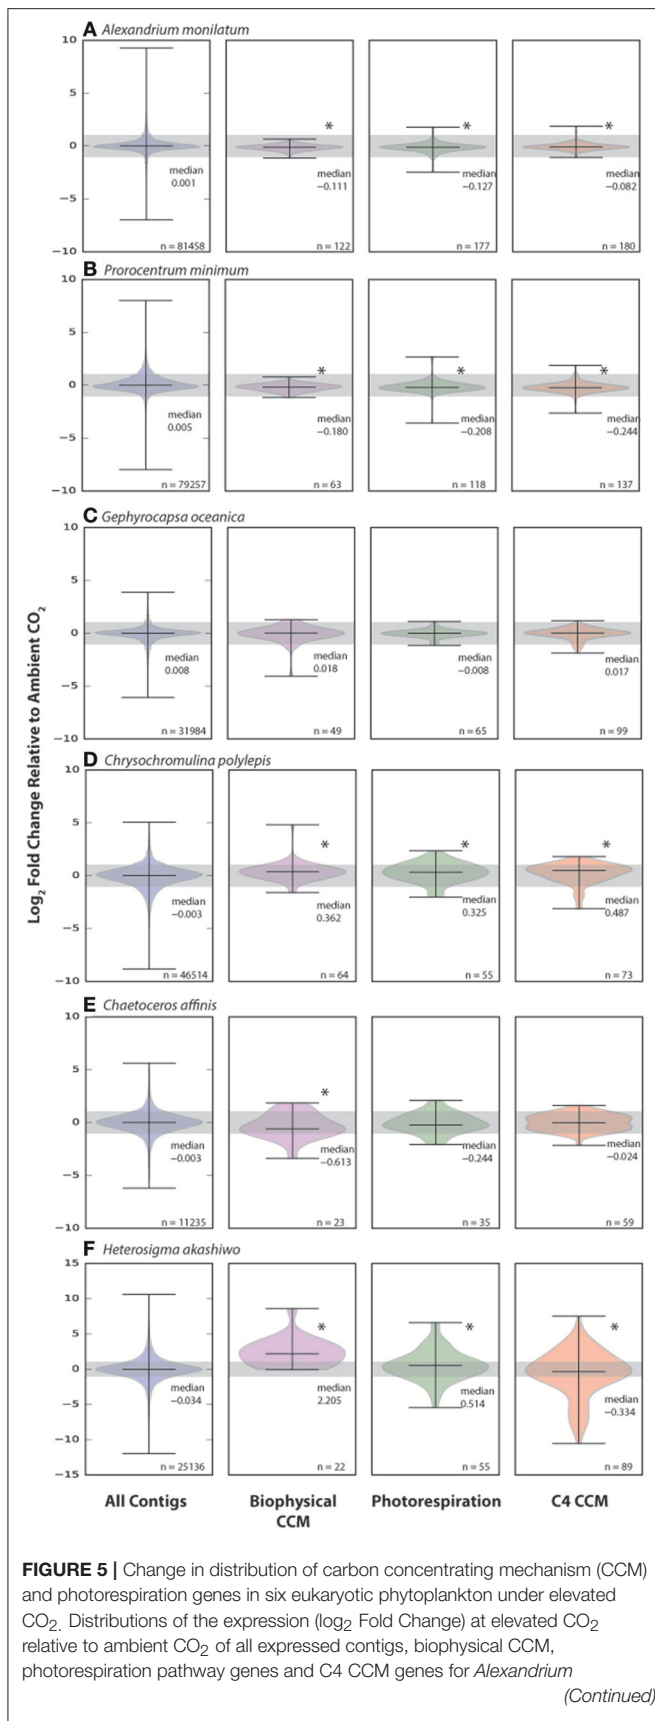 A Alexandrium monilatum
10
5
0
−5
−10
median
0.001
n = 81458
*
median
−0.111
n = 122
*
median
−0.127
n = 177
*
median
−0.082
n = 180
B Prorocentrum minimum
10
5
0
−5
−10
median
0.005
n = 79257
*
median
−0.180
n = 63
*
median
−0.208
n = 118
*
median
−0.244
n = 137
C Gephyrocapsa oceanica
10
5
0
−5
−10
median
0.008
n = 31984
median
0.018
n = 49
median
−0.008
n = 65
median
0.017
n = 99
Log2 Fold Change Relative to Ambient CO2
D Chrysochromulina polylepis
10
5
0
−5
−10
median
−0.003
n = 46514
*
median
0.362
n = 64
*
median
0.325
n = 55
*
median
0.487
n = 73
E Chaetoceros affinis
10
5
0
−5
−10
median
−0.003
n = 11235
*
median
−0.613
n = 23
median
−0.244
n = 35
median
−0.024
n = 59
F Heterosigma akashiwo
15
10
5
0
−5
−10
−15
median
−0.034
n = 25136
*
median
2.205
n = 22
*
median
0.514
n = 55
*
median
−0.334
n = 89
All Contigs
Biophysical
CCM
Photorespiration
C4 CCM
FIGURE 5 | Change in distribution of carbon concentrating mechanism (CCM)
and photorespiration genes in six eukaryotic phytoplankton under elevated
CO2. Distributions of the expression (log2 Fold Change) at elevated CO2
relative to ambient CO2 of all expressed contigs, biophysical CCM,
photorespiration pathway genes and C4 CCM genes for Alexandrium
(Continued)